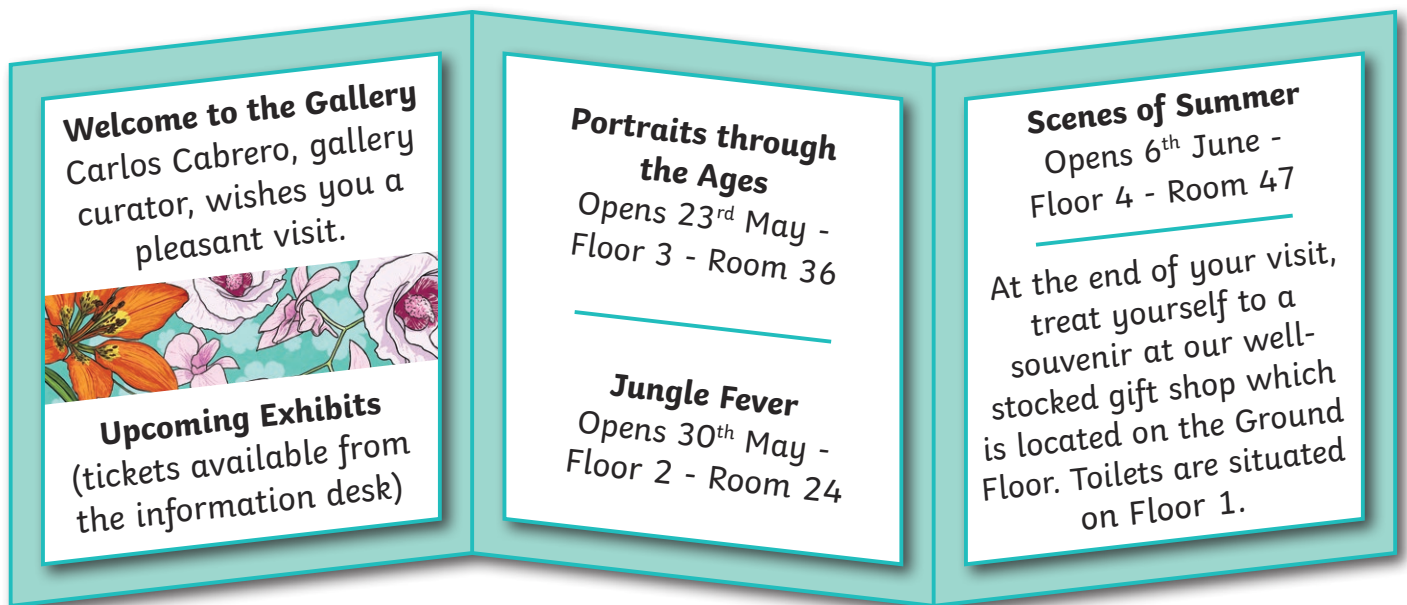 Welcome to the Gallery
Carlos Cabrero, gallery
curator, wishes you a
pleasant visit.
Upcoming Exhibits
(tickets available from
the information desk)
Portraits through
the Ages
Opens 23rd May -
Floor 3 - Room 36
Jungle Fever
Opens 30th May -
Floor 2 - Room 24
Scenes of Summer
Opens 6th June -
Floor 4 - Room 47
At the end of your visit,
treat yourself to a
souvenir at our well-
stocked gift shop which
is located on the Ground
Floor. Toilets are situated
on Floor 1.